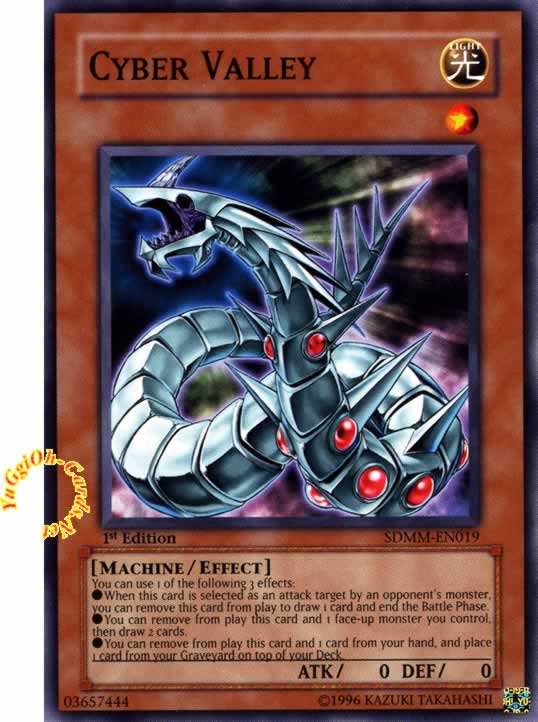 CYBER VALLEY
LIGHT
光
YuGgiOh-Cards.Net
1st Edition
SDMM-EN019
[MACHINE/EFFECT]
You can use 1 of the following 3 effects:
●When this card is selected as an attack target by an opponent's monster,
you can remove this card from play to draw 1 card and end the Battle Phase.
●You can remove from play this card and 1 face-up monster you control,
then draw 2 cards.
●You can remove from play this card and 1 card from your hand, and place
1 card from your Graveyard on top of your Deck.
ATK/ 0 DEF/ 0
03657444
©1996 KAZUKI TAKAHASHI